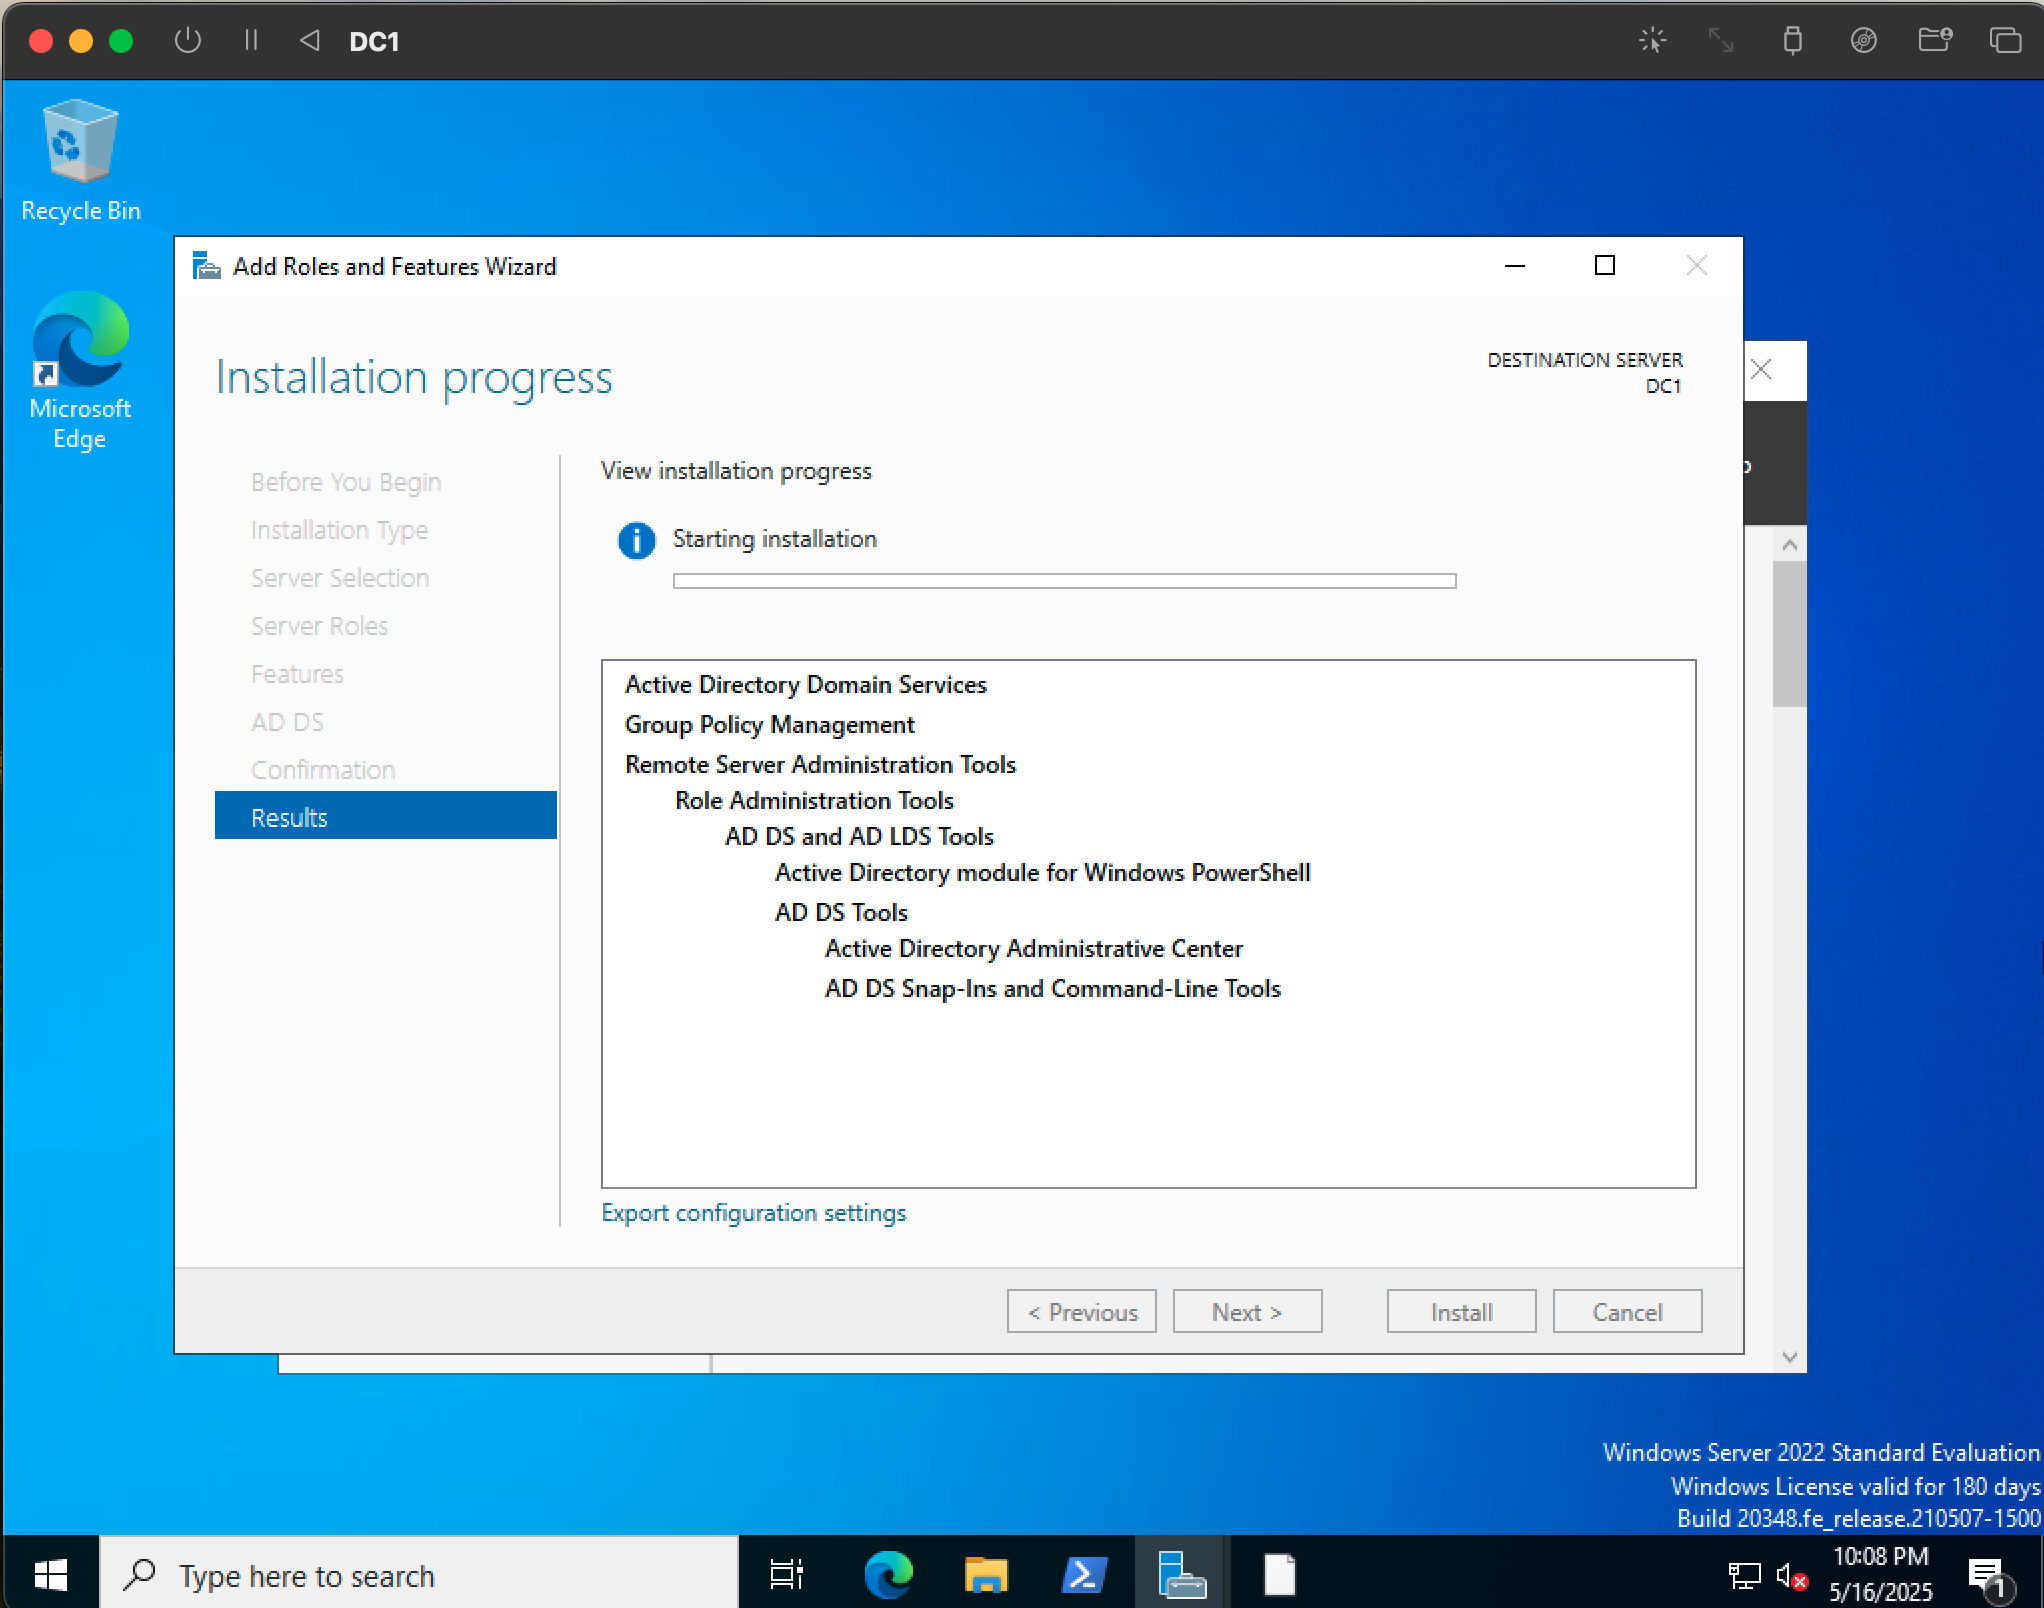 DC1
Recycle Bin
Microsoft
Edge
Add Roles and Features Wizard
Installation progress
DESTINATION SERVER
DC1
Before You Begin
Installation Type
Server Selection
Server Roles
Features
AD DS
Confirmation
Results
View installation progress
Starting installation
Active Directory Domain Services
Group Policy Management
Remote Server Administration Tools
Role Administration Tools
AD DS and AD LDS Tools
Active Directory module for Windows PowerShell
AD DS Tools
Active Directory Administrative Center
AD DS Snap-Ins and Command-Line Tools
Export configuration settings
< Previous
Next >
Install
Cancel
Windows Server 2022 Standard Evaluation
Windows License valid for 180 days
Build 20348.fe_release.210507-1500
Type here to search
10:08 PM
5/16/2025
1